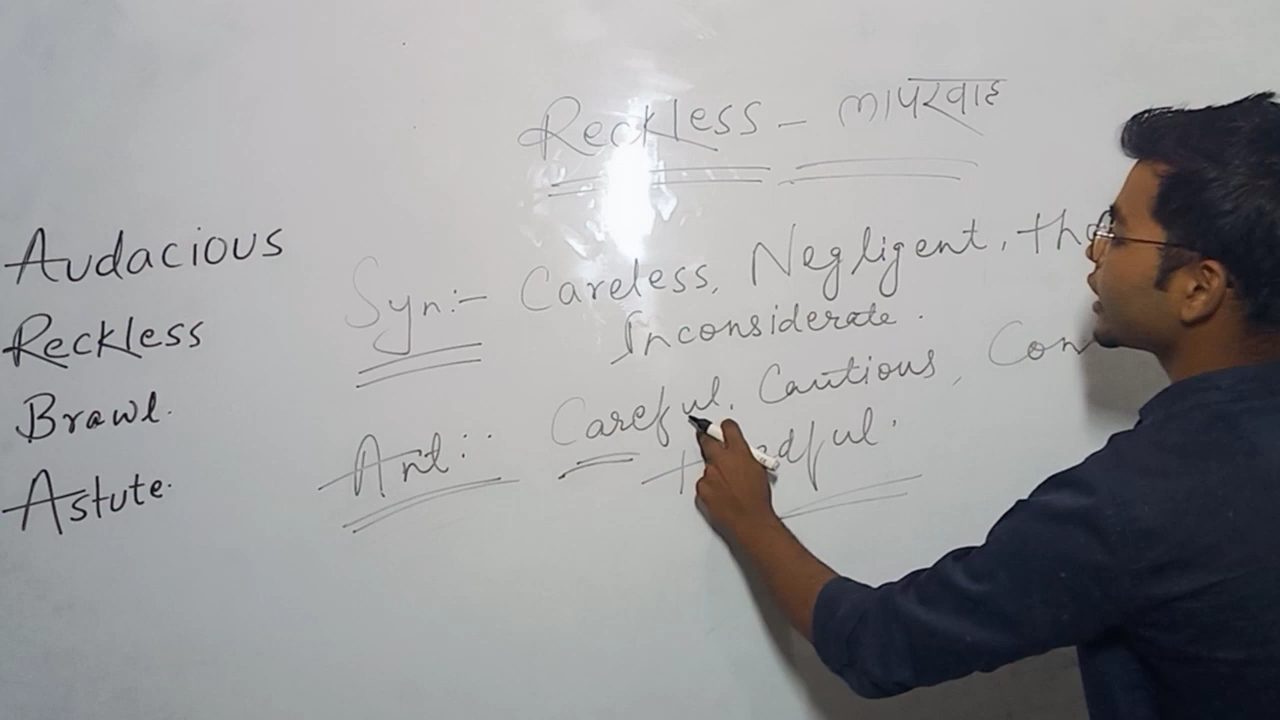 Reckless - लापरवाह
Audacious
Reckless
Brawl.
Astute.
Syn:- Careless, Negligent,
Inconsiderate.
Ant:- Careful, Cautious,